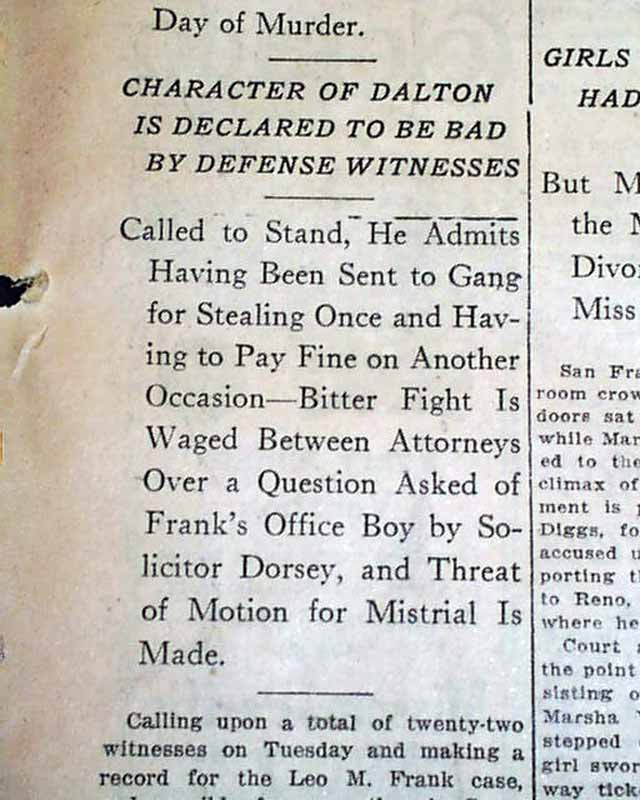 Day of Murder.
CHARACTER OF DALTON
IS DECLARED TO BE BAD
BY DEFENSE WITNESSES
Called to Stand, He Admits
Having Been Sent to Gang
for Stealing Once and Hav-
ing to Pay Fine on Another
Occasion—Bitter Fight Is
Waged Between Attorneys
Over a Question Asked of
Frank's Office Boy by So-
licitor Dorsey, and Threat
of Motion for Mistrial Is
Made.
Calling upon a total of twenty-two
witnesses on Tuesday and making a
record for the Leo M. Frank case,
GIRLS
HAD
But M
the M
Divo
Miss
San Fra
room crow
doors sat
while Mar
ed to the
climax of
ment is p
Diggs, fo
accused u
porting t
to Reno,
where he
Court a
the point
sisting o
Marsha
stepped
girl swor
way tick